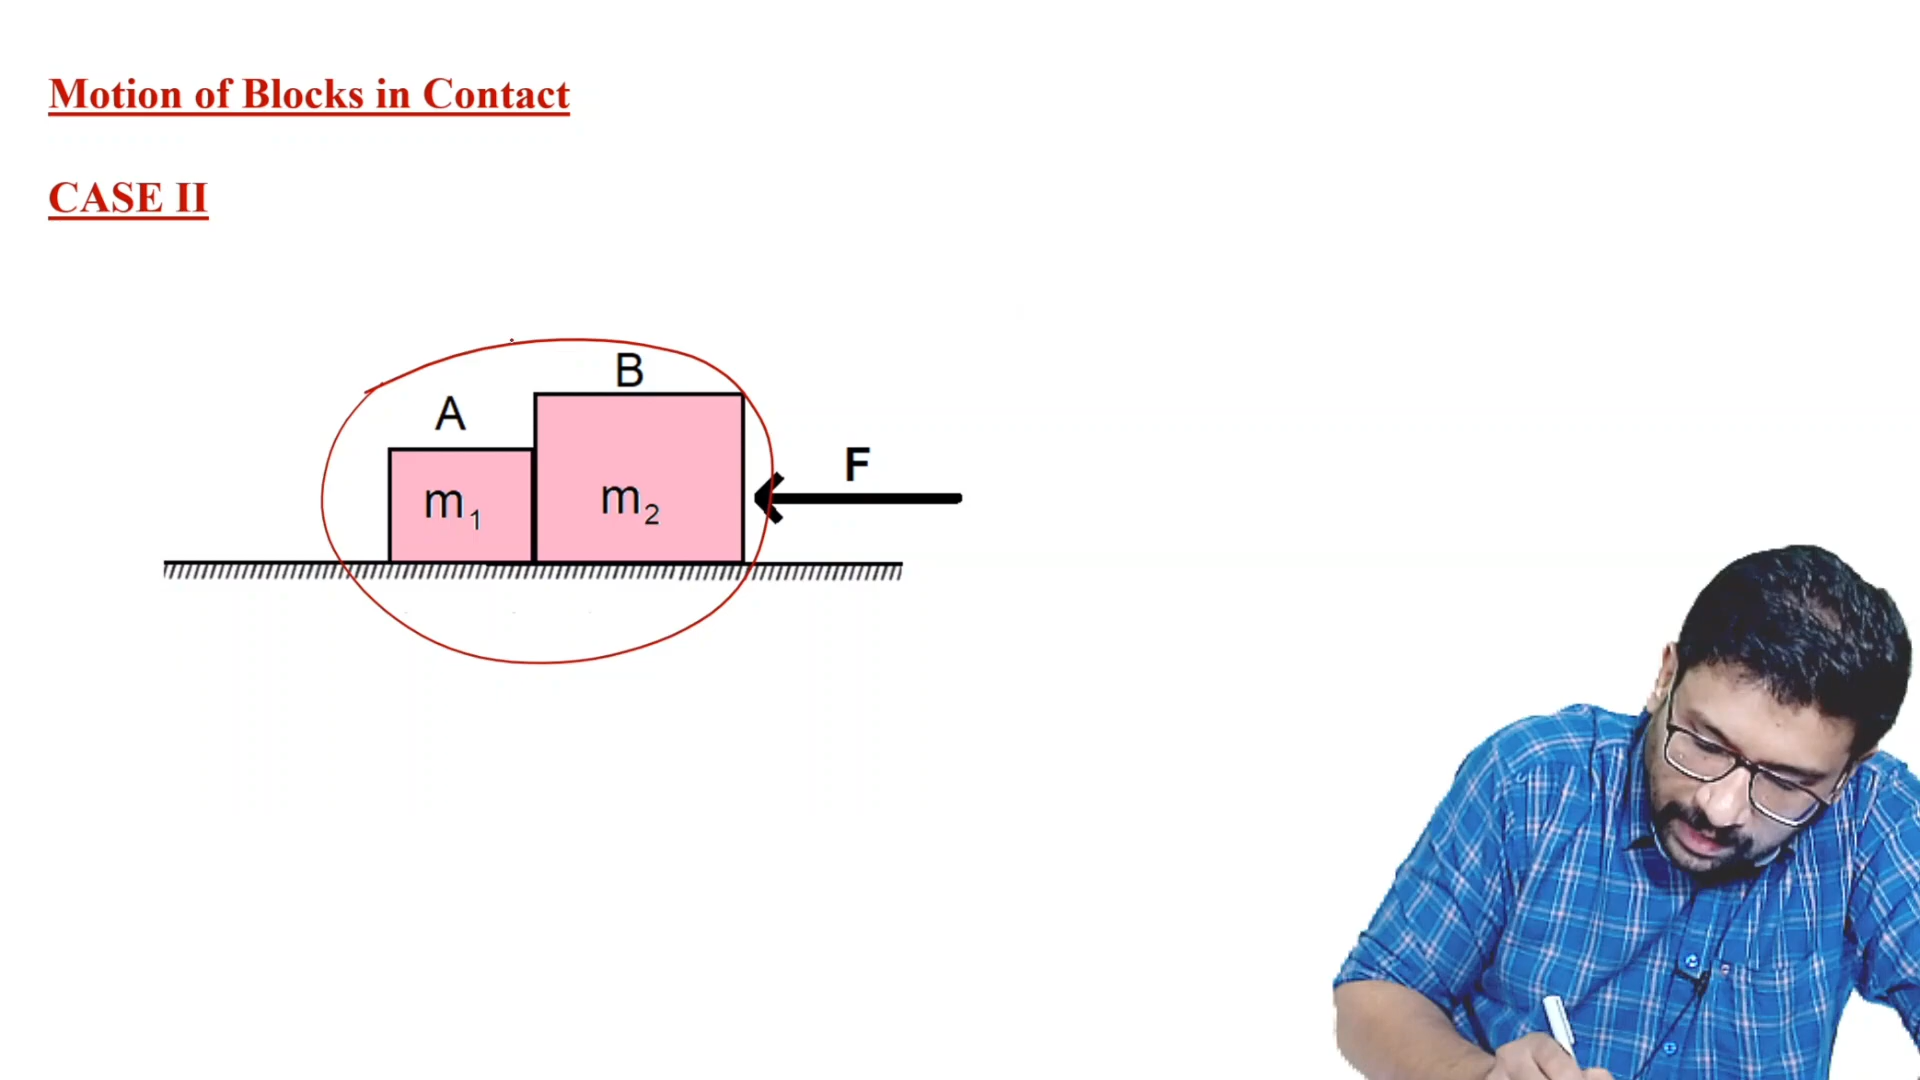 Motion of Blocks in Contact
CASE II
B
A
F
m₁
m₂